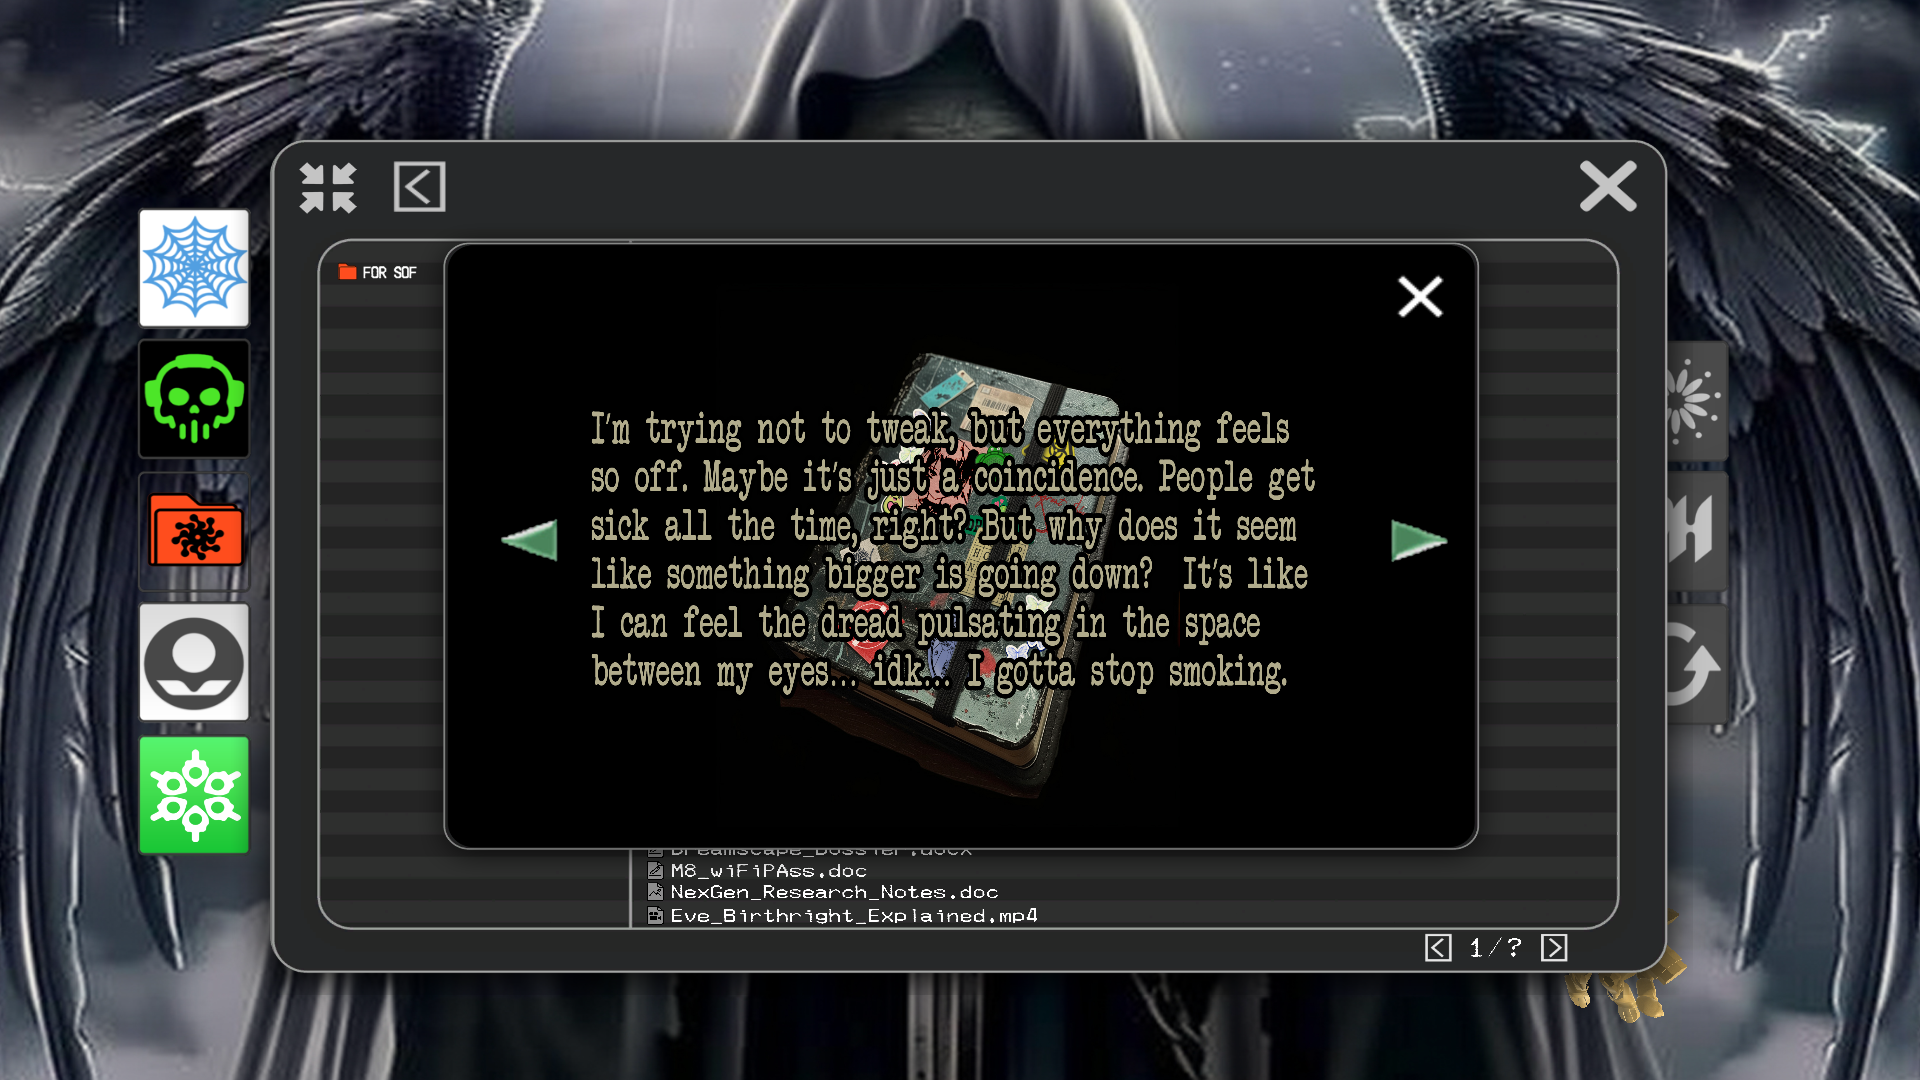 FOR SOF
I'm trying not to tweak, but everything feels
so off. Maybe it's just a coincidence. People get
sick all the time, right? But why does it seem
like something bigger is going down?  It's like
I can feel the dread pulsating in the space
between my eyes... idk... I gotta stop smoking.
Dreamscape_Dossier.docx
M8_wiFiPAss.doc
NexGen_Research_Notes.doc
Eve_Birthright_Explained.mp4
1/?